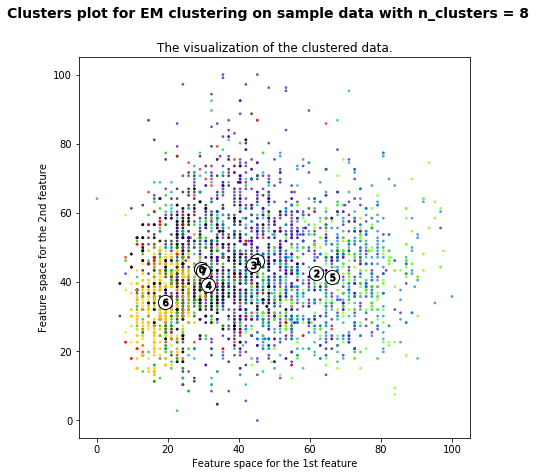 Clusters plot for EM clustering on sample data with n_clusters = 8
The visualization of the clustered data.
100
80
60
40
20
0
Feature space for the 2nd feature
1
3
2
5
4
6
0 20 40 60 80 100
Feature space for the 1st feature